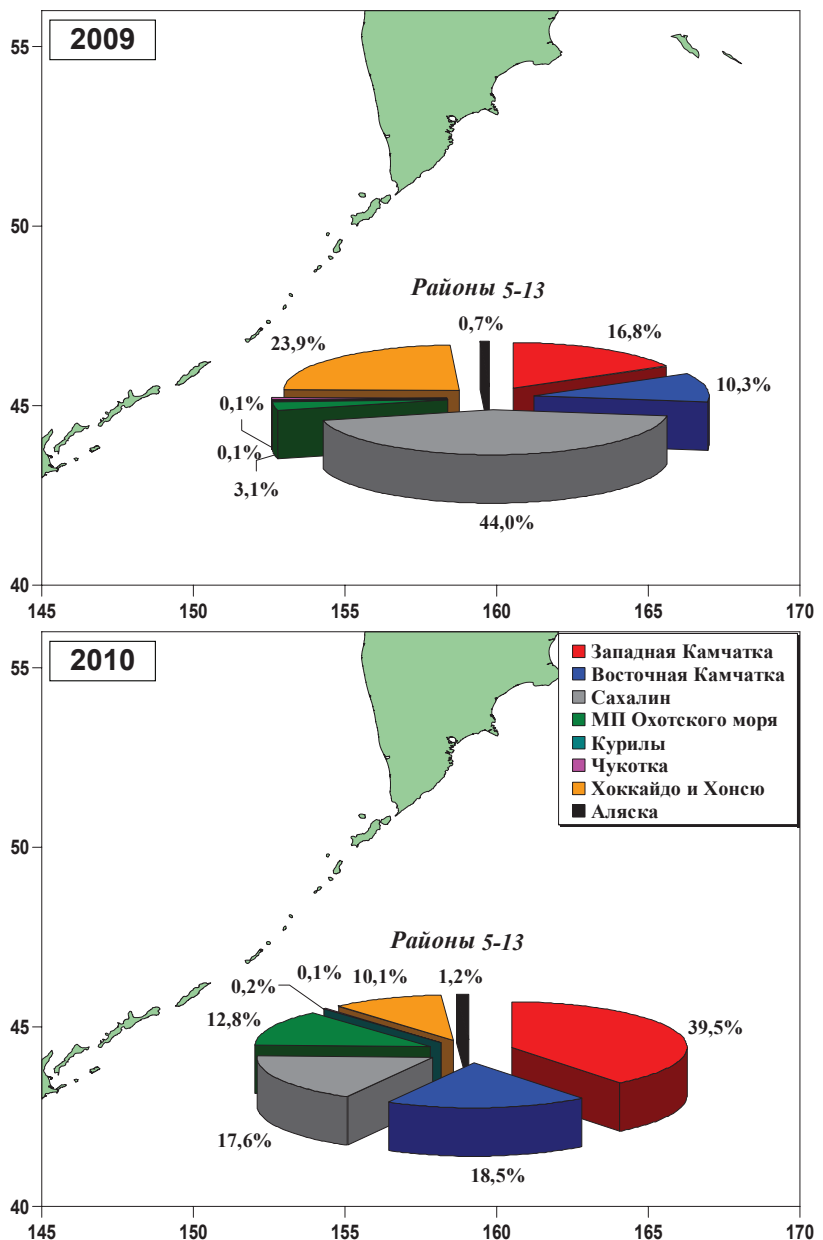 2009
55
50
45
40
Районы 5-13
0,7%
16,8%
23,9%
10,3%
0,1%
0,1%
3,1%
44,0%
145 150 155 160 165 170
2010
Западная Камчатка
Восточная Камчатка
Сахалин
МП Охотского моря
Курилы
Чукотка
Хоккайдо и Хонсю
Аляска
55
50
45
40
Районы 5-13
0,1%
10,1%
1,2%
0,2%
12,8%
39,5%
17,6%
18,5%
145 150 155 160 165 170